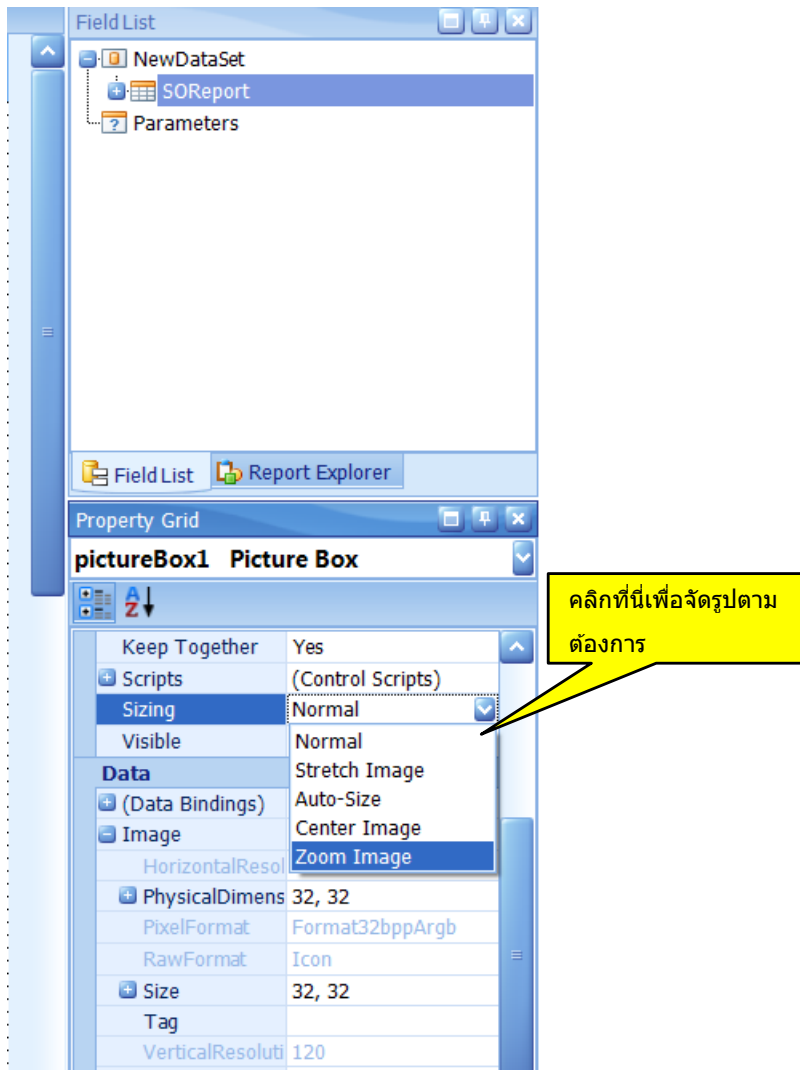 Field List
NewDataSet
SOReport
Parameters
Field List Report Explorer
Property Grid
pictureBox1 Picture Box
Keep Together Yes
Scripts (Control Scripts)
Sizing Normal
Visible Normal
Stretch Image
Data
(Data Bindings) Auto-Size
Image Center Image
HorizontalResol Zoom Image
PhysicalDimens 32, 32
PixelFormat Format32bppArgb
RawFormat Icon
Size 32, 32
Tag
VerticalResoluti 120
คลิกที่นี่เพื่อจัดรูปตาม
ต้องการ